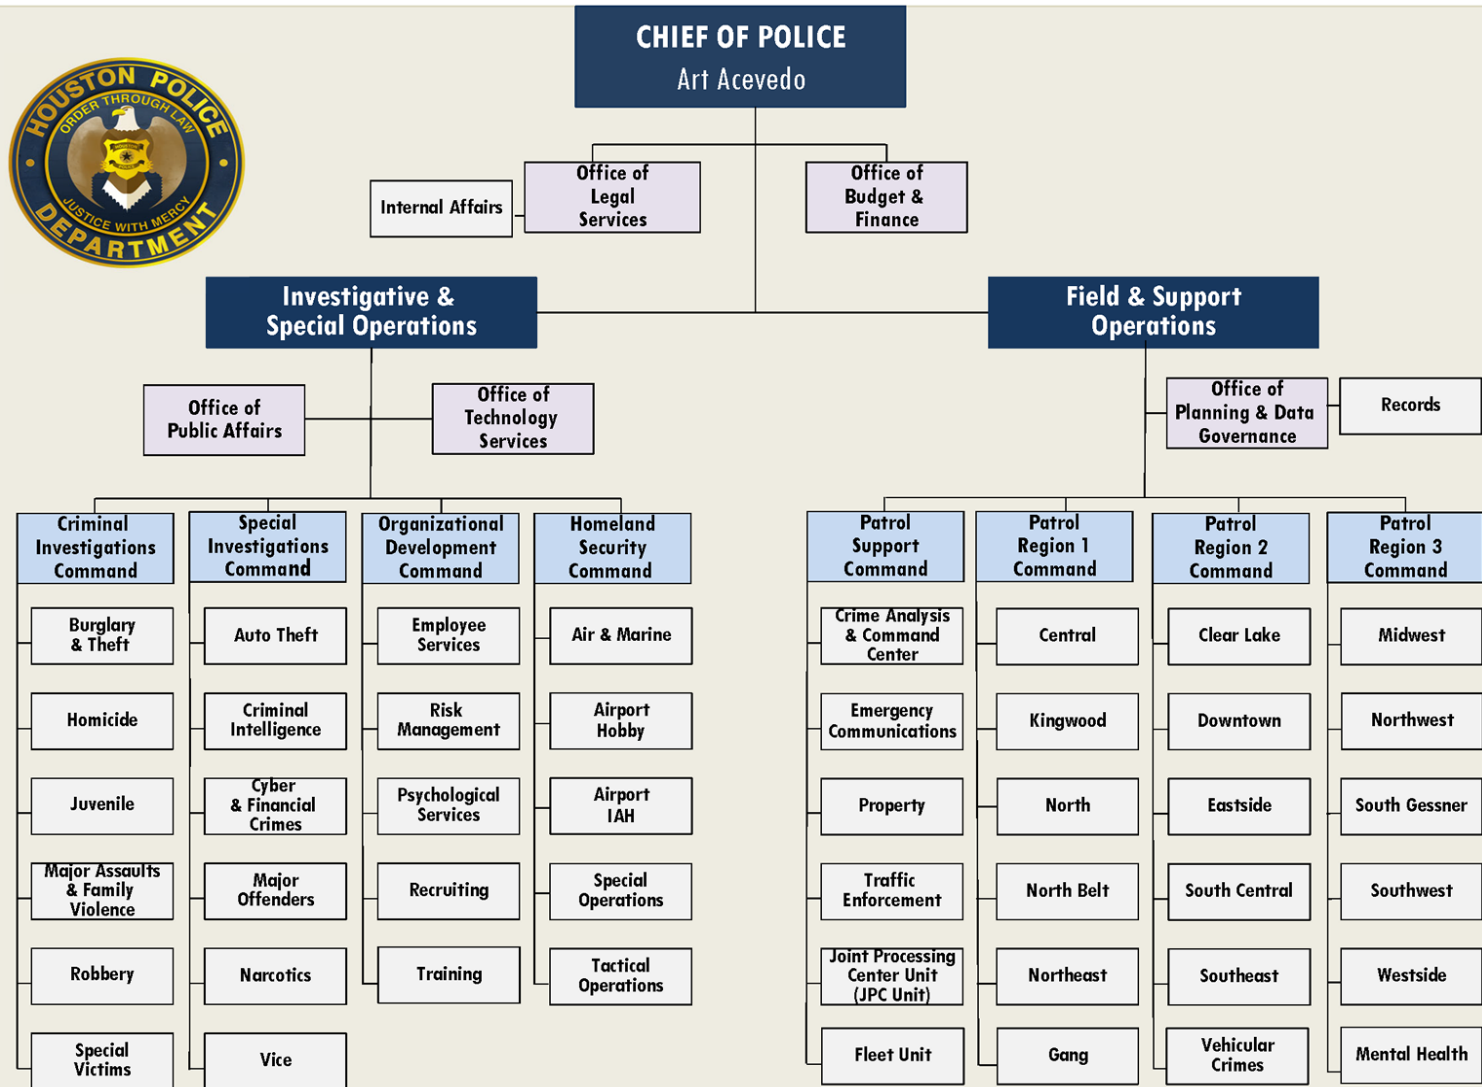 CHIEF OF POLICE
Art Acevedo
HOUSTON POLICE
ORDER THROUGH LAW
HOUSTON
POLICE
JUSTICE WITH MERCY
DEPARTMENT
Internal Affairs
Office of
Legal
Services
Office of
Budget &
Finance
Investigative &
Special Operations
Field & Support
Operations
Office of
Public Affairs
Office of
Technology
Services
Office of
Planning & Data
Governance
Records
Criminal
Investigations
Command
Special
Investigations
Command
Organizational
Development
Command
Homeland
Security
Command
Patrol
Support
Command
Patrol
Region 1
Command
Patrol
Region 2
Command
Patrol
Region 3
Command
Burglary
& Theft
Auto Theft
Employee
Services
Air & Marine
Crime Analysis
& Command
Center
Central
Clear Lake
Midwest
Homicide
Criminal
Intelligence
Risk
Management
Airport
Hobby
Emergency
Communications
Kingwood
Downtown
Northwest
Juvenile
Cyber
& Financial
Crimes
Psychological
Services
Airport
IAH
Property
North
Eastside
South Gessner
Major Assaults
& Family
Violence
Major
Offenders
Recruiting
Special
Operations
Traffic
Enforcement
North Belt
South Central
Southwest
Robbery
Narcotics
Training
Tactical
Operations
Joint Processing
Center Unit
(JPC Unit)
Northeast
Southeast
Westside
Special
Victims
Vice
Fleet Unit
Gang
Vehicular
Crimes
Mental Health